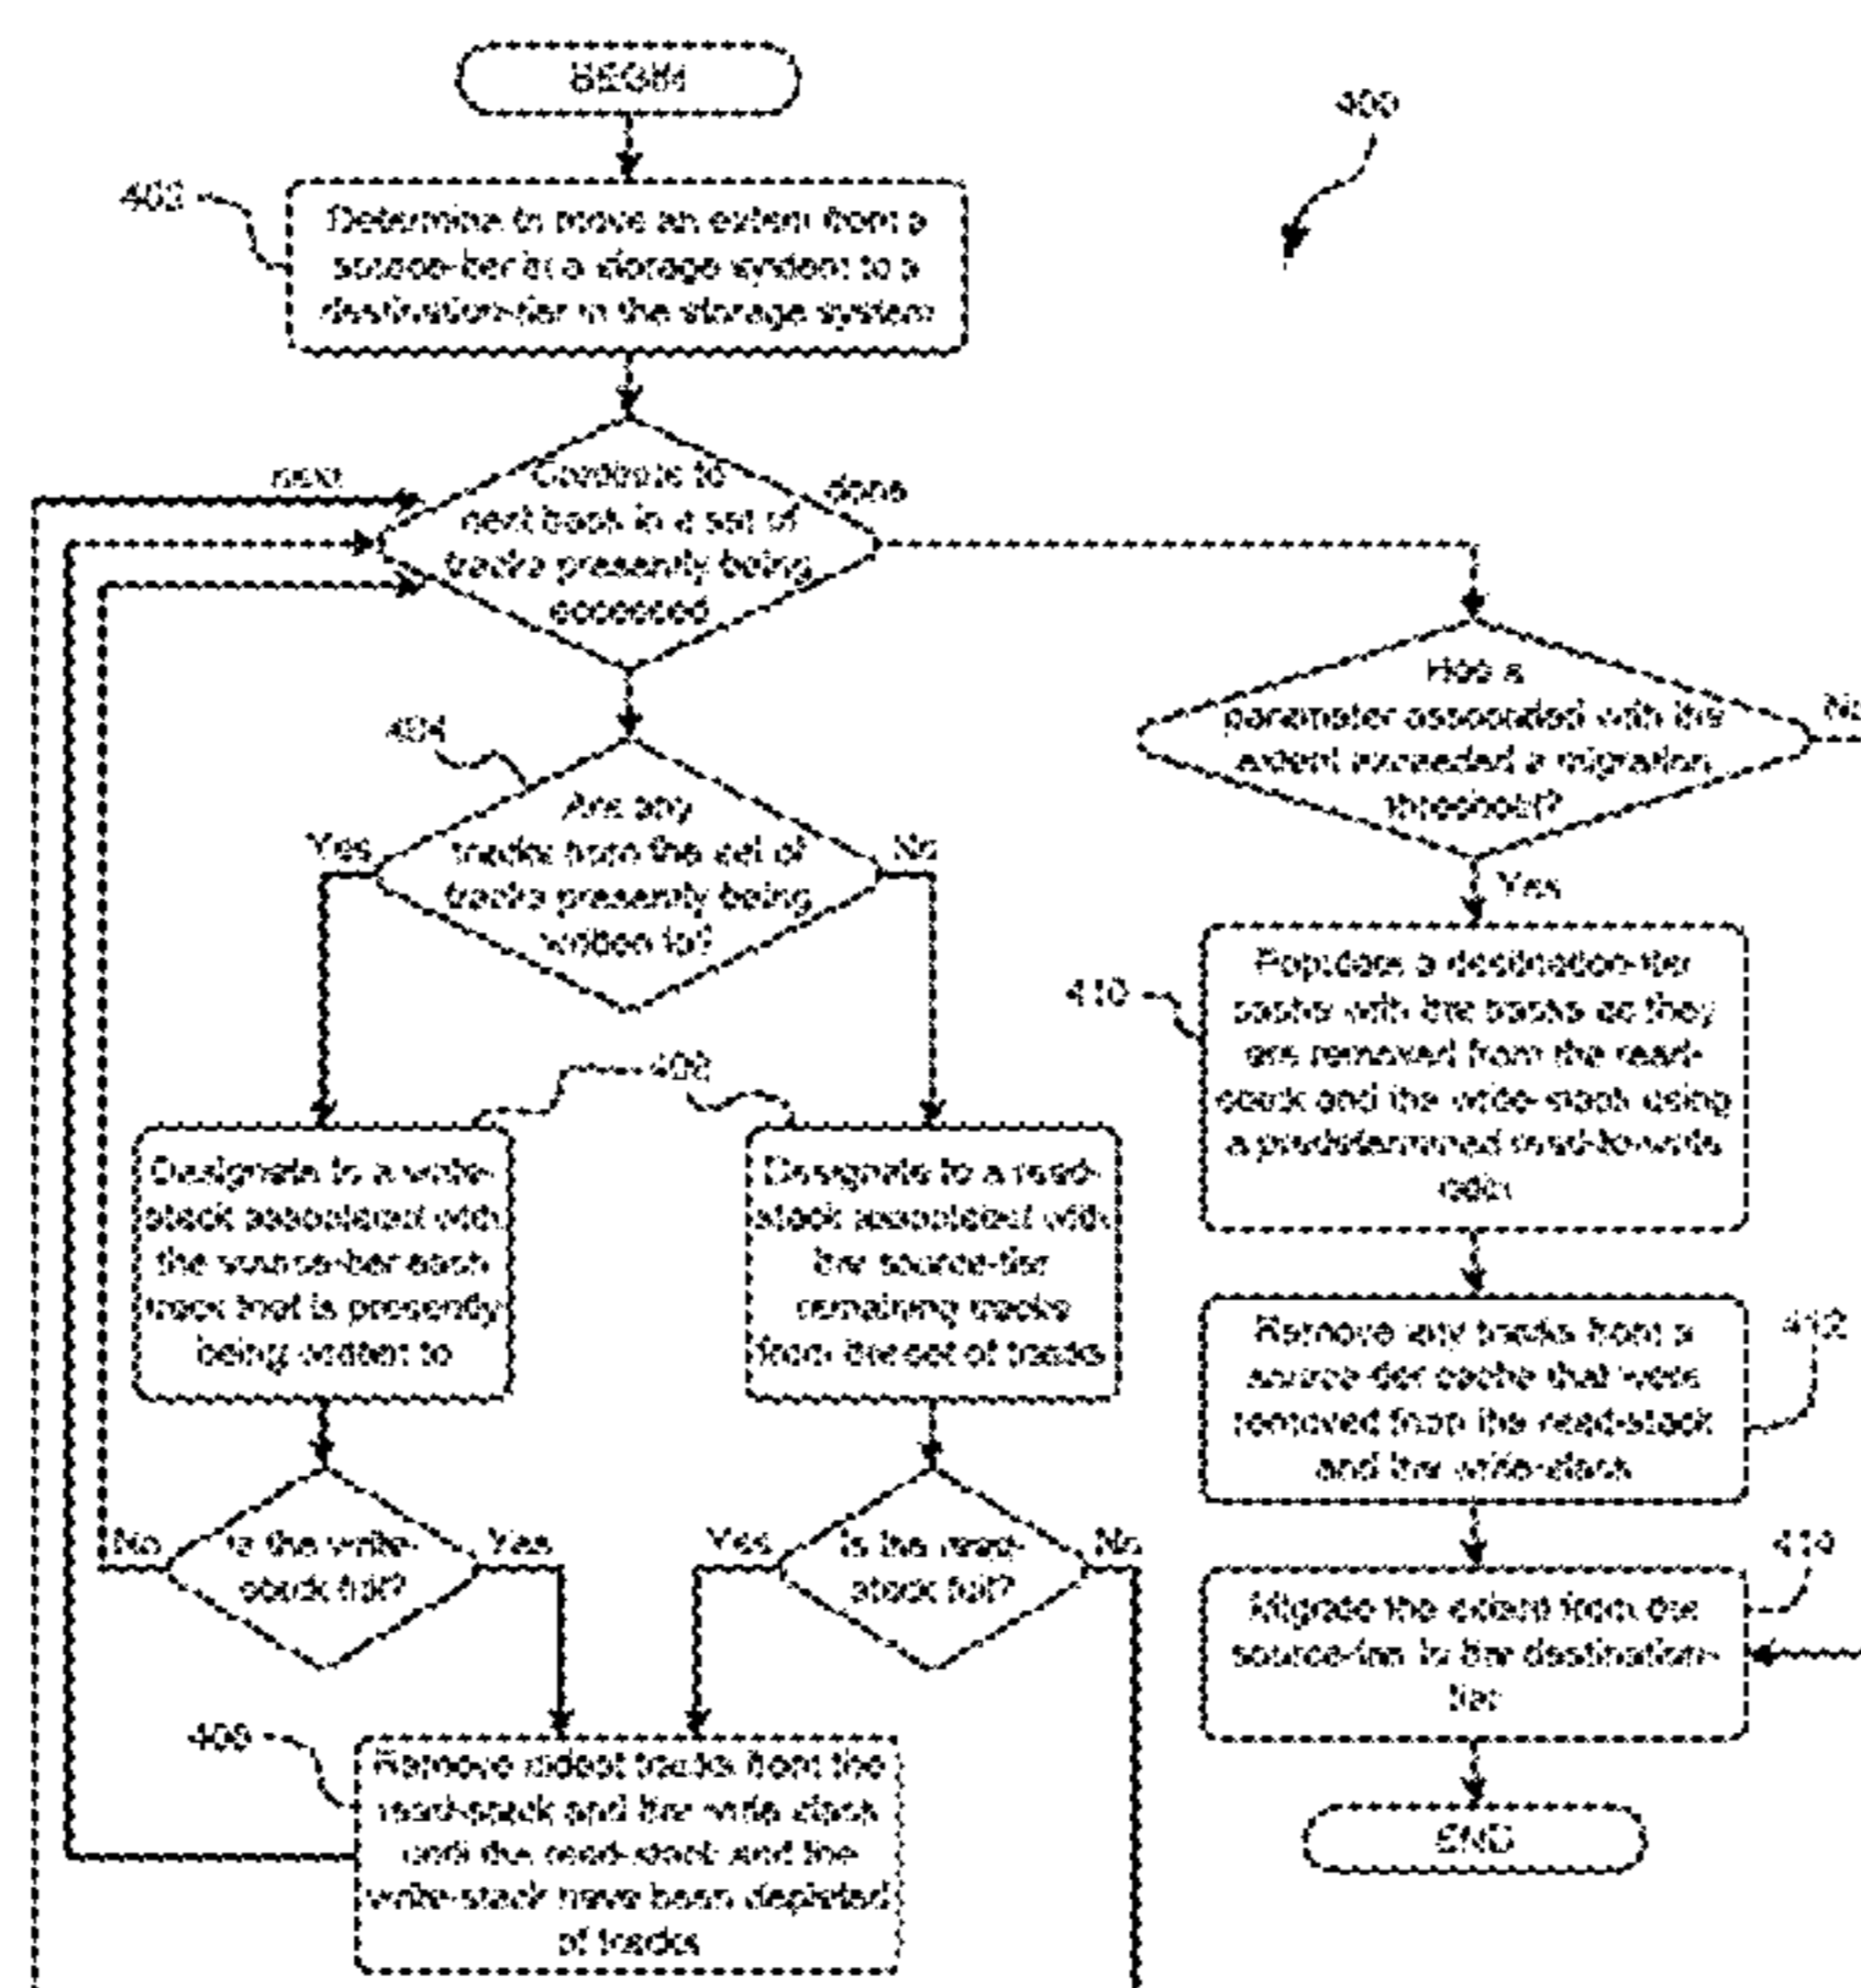 BEGIN
400
402
Determine to move an extent from a
source-tier in a storage system to a
destination-tier in the storage system
next
Continue to
next track in a set of
tracks presently being
accessed
done
Has a
parameter associated with the
extent exceeded a migration
threshold?
No
Yes
404
Are any
tracks from the set of
tracks presently being
written to?
Yes
No
410
Populate a destination-tier
cache with the tracks as they
are removed from the read-
stack and the write-stack using
a predetermined read-to-write
ratio
Designate to a write-
stack associated with
the source-tier each
track that is presently
being written to
Designate to a read-
stack associated with
the source-tier
remaining tracks
from the set of tracks
412
Remove any tracks from a
source-tier cache that were
removed from the read-stack
and the write-stack
No
Is the write-
stack full?
Yes
Yes
Is the read-
stack full?
No
414
Migrate the extent from the
source-tier to the destination-
tier
Remove oldest tracks from the
read-stack and the write-stack
until the read-stack and the
write-stack have been depleted
of tracks
END